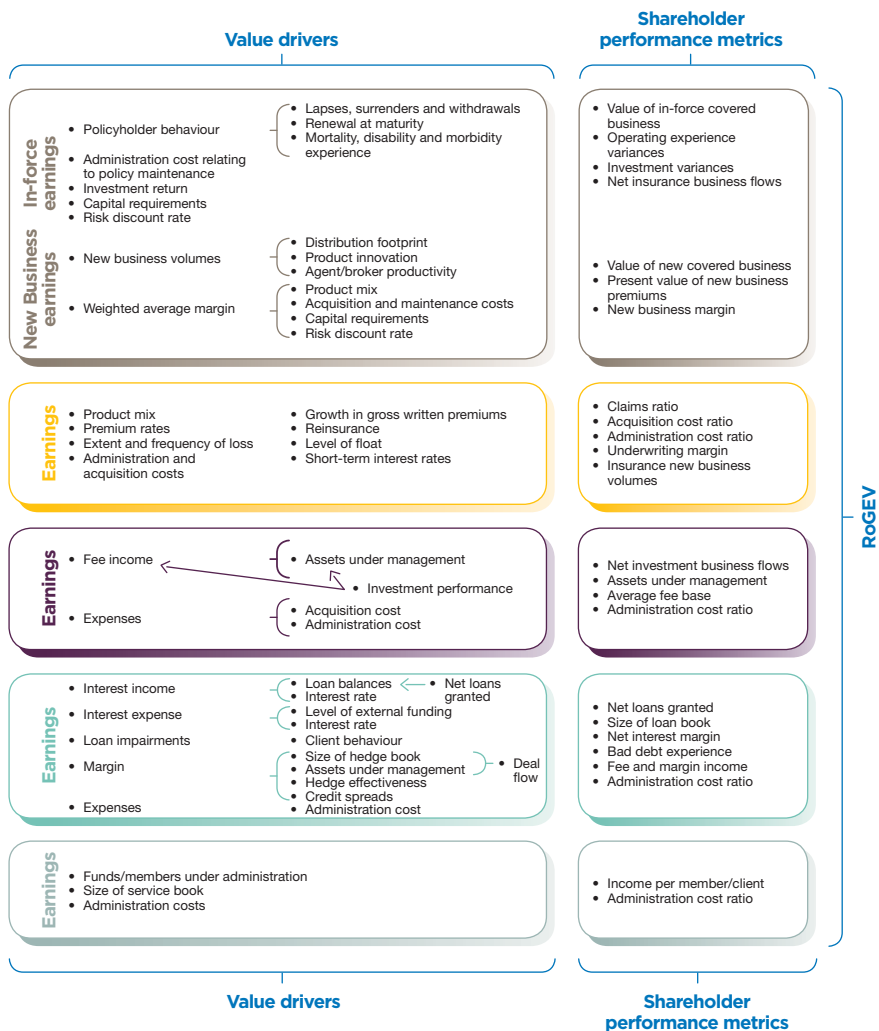 Value drivers
Shareholder
performance metrics
In-force
earnings
• Policyholder behaviour
• Lapses, surrenders and withdrawals
• Renewal at maturity
• Mortality, disability and morbidity
experience
• Administration cost relating
to policy maintenance
• Investment return
• Capital requirements
• Risk discount rate
• Value of in-force covered
business
• Operating experience
variances
• Investment variances
• Net insurance business flows
New Business
earnings
• New business volumes
• Distribution footprint
• Product innovation
• Agent/broker productivity
• Weighted average margin
• Product mix
• Acquisition and maintenance costs
• Capital requirements
• Risk discount rate
• Value of new covered business
• Present value of new business
premiums
• New business margin
Earnings
• Product mix
• Premium rates
• Extent and frequency of loss
• Administration and
acquisition costs
• Growth in gross written premiums
• Reinsurance
• Level of float
• Short-term interest rates
• Claims ratio
• Acquisition cost ratio
• Administration cost ratio
• Underwriting margin
• Insurance new business
volumes
Earnings
• Fee income
• Assets under management
• Investment performance
• Expenses
• Acquisition cost
• Administration cost
• Net investment business flows
• Assets under management
• Average fee base
• Administration cost ratio
Earnings
• Interest income
• Loan balances
• Interest rate
• Net loans
granted
• Interest expense
• Level of external funding
• Interest rate
• Loan impairments
• Client behaviour
• Margin
• Size of hedge book
• Assets under management
• Hedge effectiveness
• Credit spreads
• Deal
flow
• Expenses
• Administration cost
• Net loans granted
• Size of loan book
• Net interest margin
• Bad debt experience
• Fee and margin income
• Administration cost ratio
Earnings
• Funds/members under administration
• Size of service book
• Administration costs
• Income per member/client
• Administration cost ratio
RoGEV
Value drivers
Shareholder
performance metrics